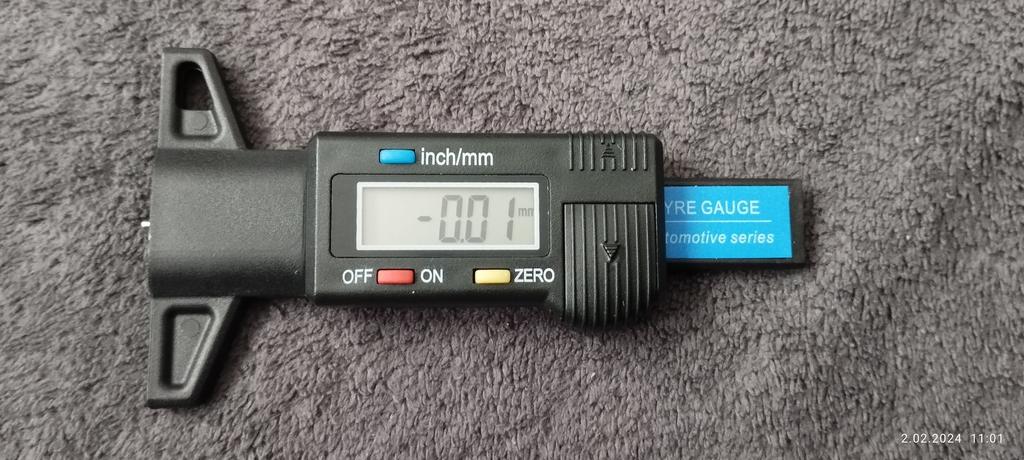 inch/mm
-0.01 mm
OFF ON ZERO
YRE GAUGE
tomotive series
2.02.2024 11:01